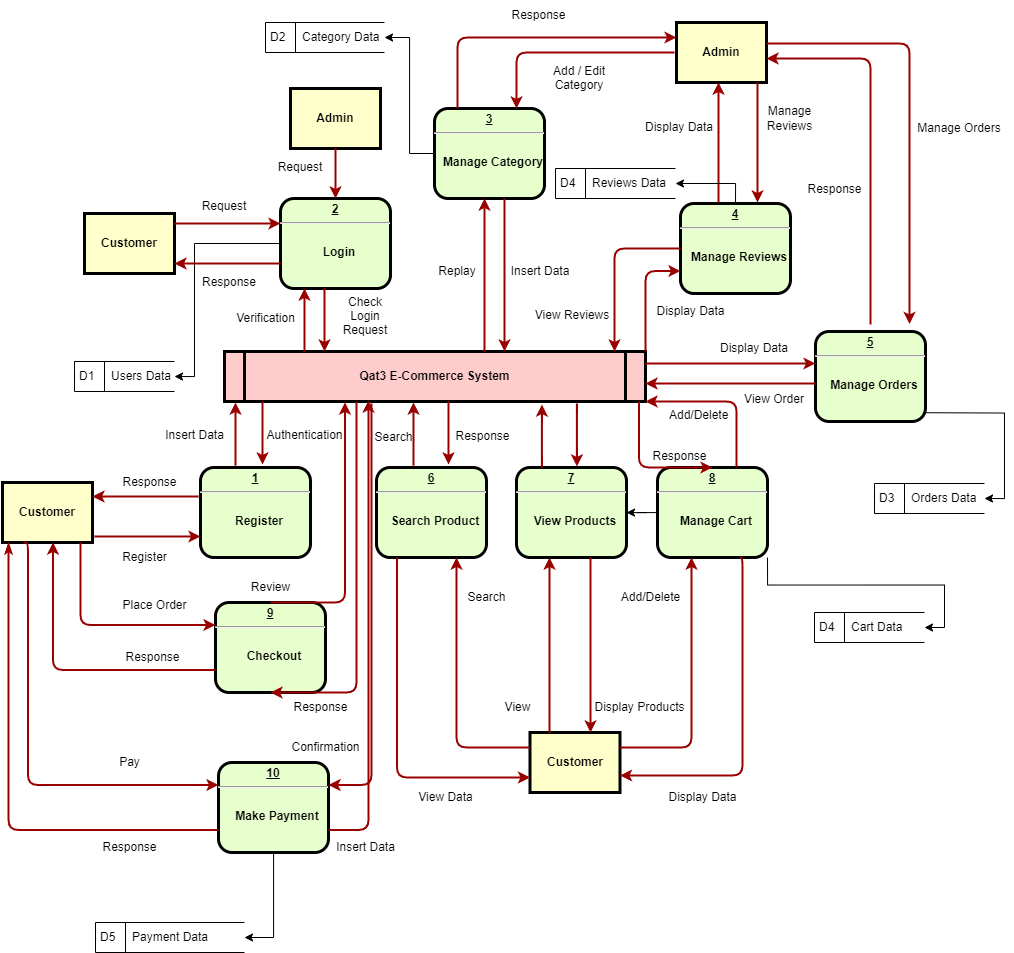 Response
D2 Category Data
Admin
Add / Edit
Category
Admin
Manage
Reviews
Manage Orders
Display Data
3
Manage Category
Request
D4 Reviews Data
Response
Request
2
Login
Customer
4
Manage Reviews
Response
Replay
Insert Data
Verification
Check
Login
Request
View Reviews
Display Data
5
Manage Orders
Display Data
D1 Users Data
Qat3 E-Commerce System
View Order
Insert Data
Authentication
Search
Response
Add/Delete
Response
Response
1
Register
6
Search Product
7
View Products
8
Manage Cart
D3 Orders Data
Customer
Register
Review
Search
Add/Delete
Place Order
9
Checkout
D4 Cart Data
Response
Response
View
Display Products
Confirmation
Pay
Customer
10
Make Payment
View Data
Display Data
Response
Insert Data
D5 Payment Data